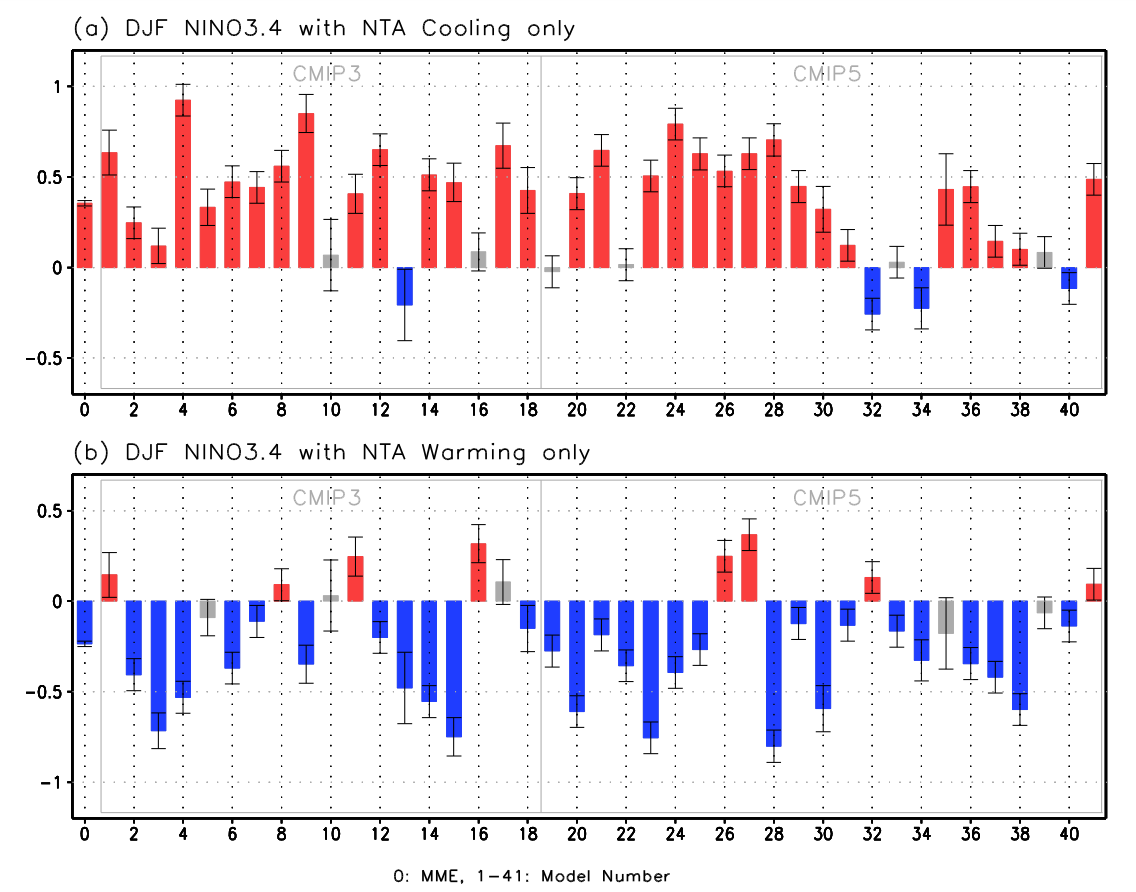 (a) DJF NINO3.4 with NTA Cooling only
CMIP3 CMIP5
1
0.5
0
−0.5
0 2 4 6 8 10 12 14 16 18 20 22 24 26 28 30 32 34 36 38 40
(b) DJF NINO3.4 with NTA Warming only
CMIP3 CMIP5
0.5
0
−0.5
−1
0 2 4 6 8 10 12 14 16 18 20 22 24 26 28 30 32 34 36 38 40
0: MME, 1−41: Model Number